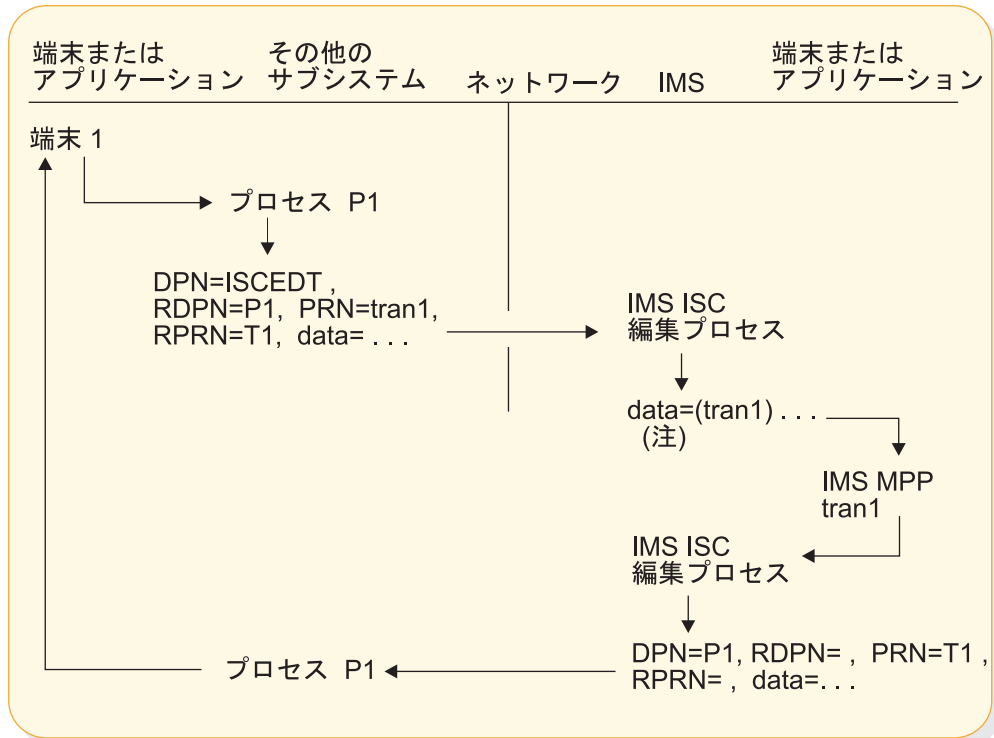 端末または
アプリケーション
その他の
サブシステム
ネットワーク
IMS
端末または
アプリケーション
端末 1
プロセス P1
DPN=ISCEDT ,
RDPN=P1, PRN=tran1,
RPRN=T1, data= . . .
IMS ISC
編集プロセス
data=(tran1) . . .
(注)
IMS MPP
tran1
IMS ISC
編集プロセス
DPN=P1, RDPN= , PRN=T1 ,
RPRN= , data=. . .
プロセス P1